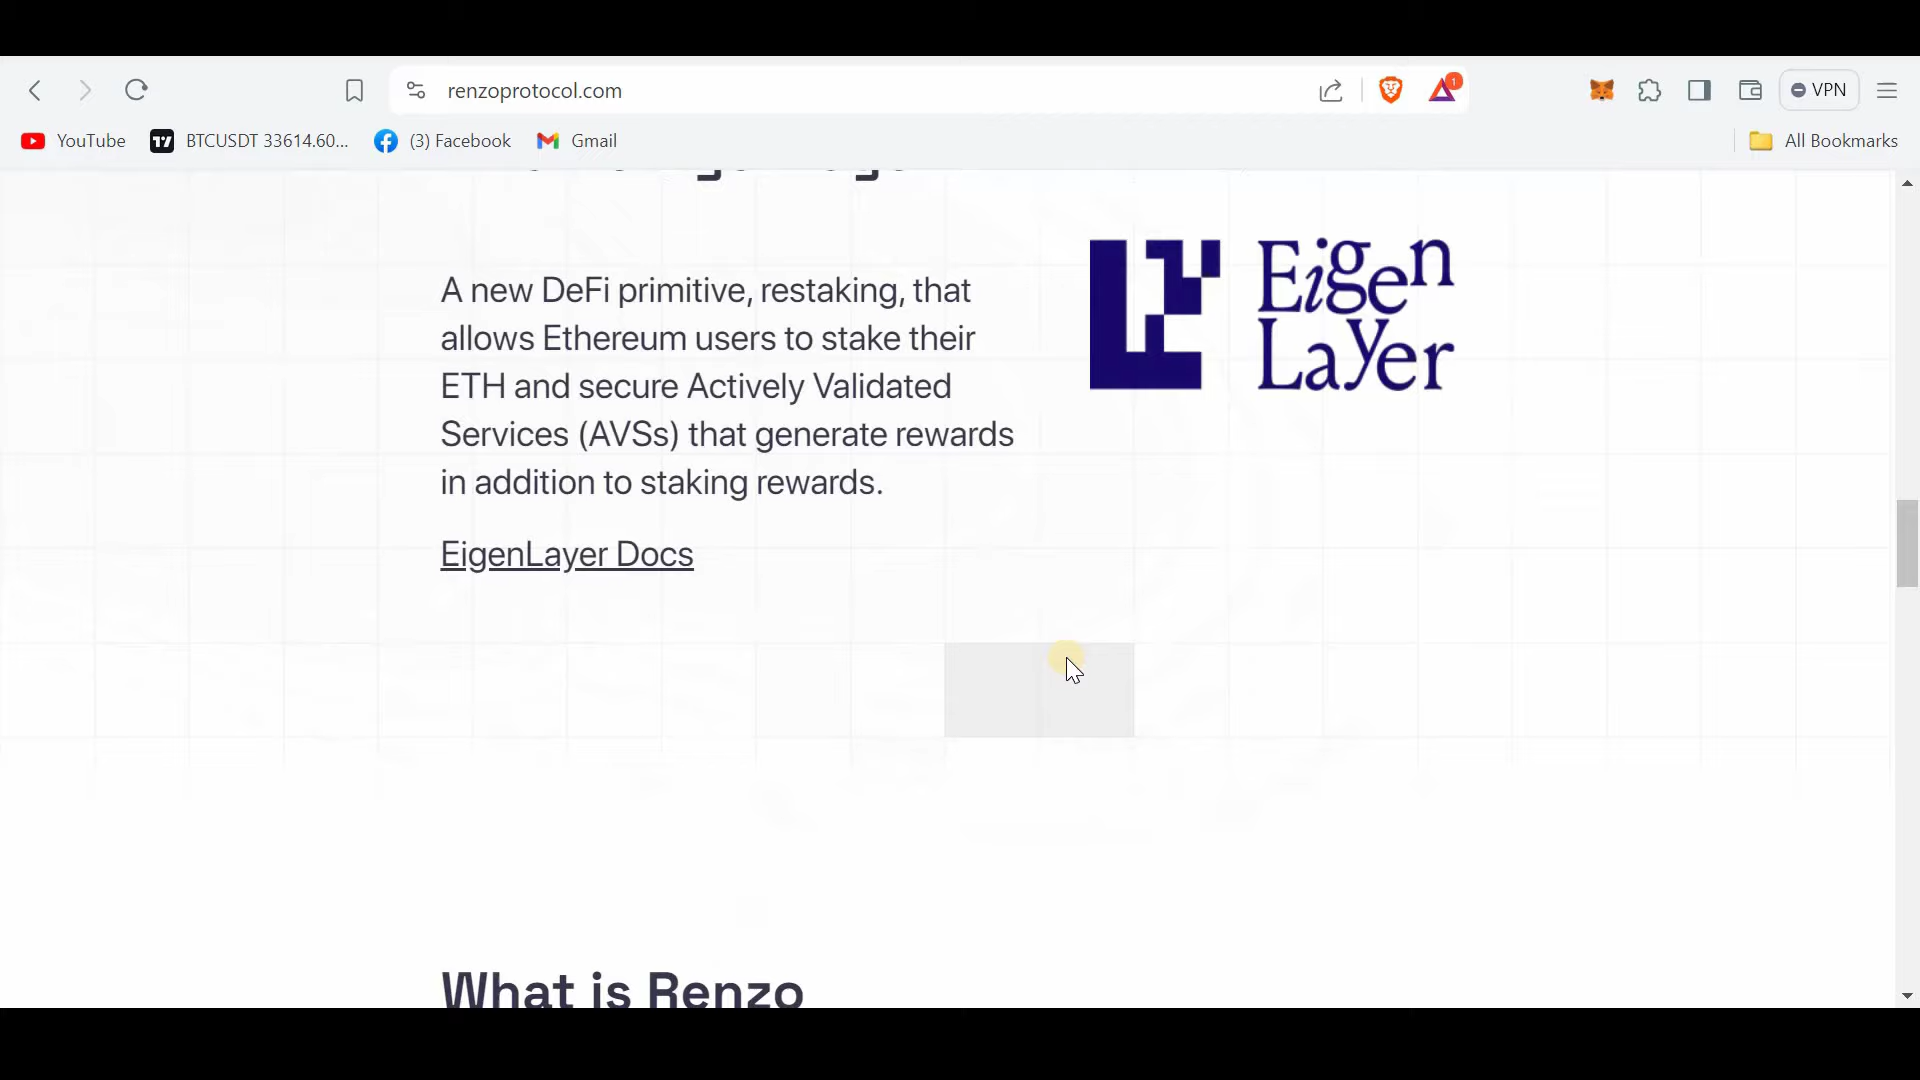 renzoprotocol.com
1
VPN
YouTube
BTCUSDT 33614.60...
(3) Facebook
Gmail
All Bookmarks
A new DeFi primitive, restaking, that
allows Ethereum users to stake their
ETH and secure Actively Validated
Services (AVSs) that generate rewards
in addition to staking rewards.
EigenLayer Docs
Eigen
Layer
What is Renzo